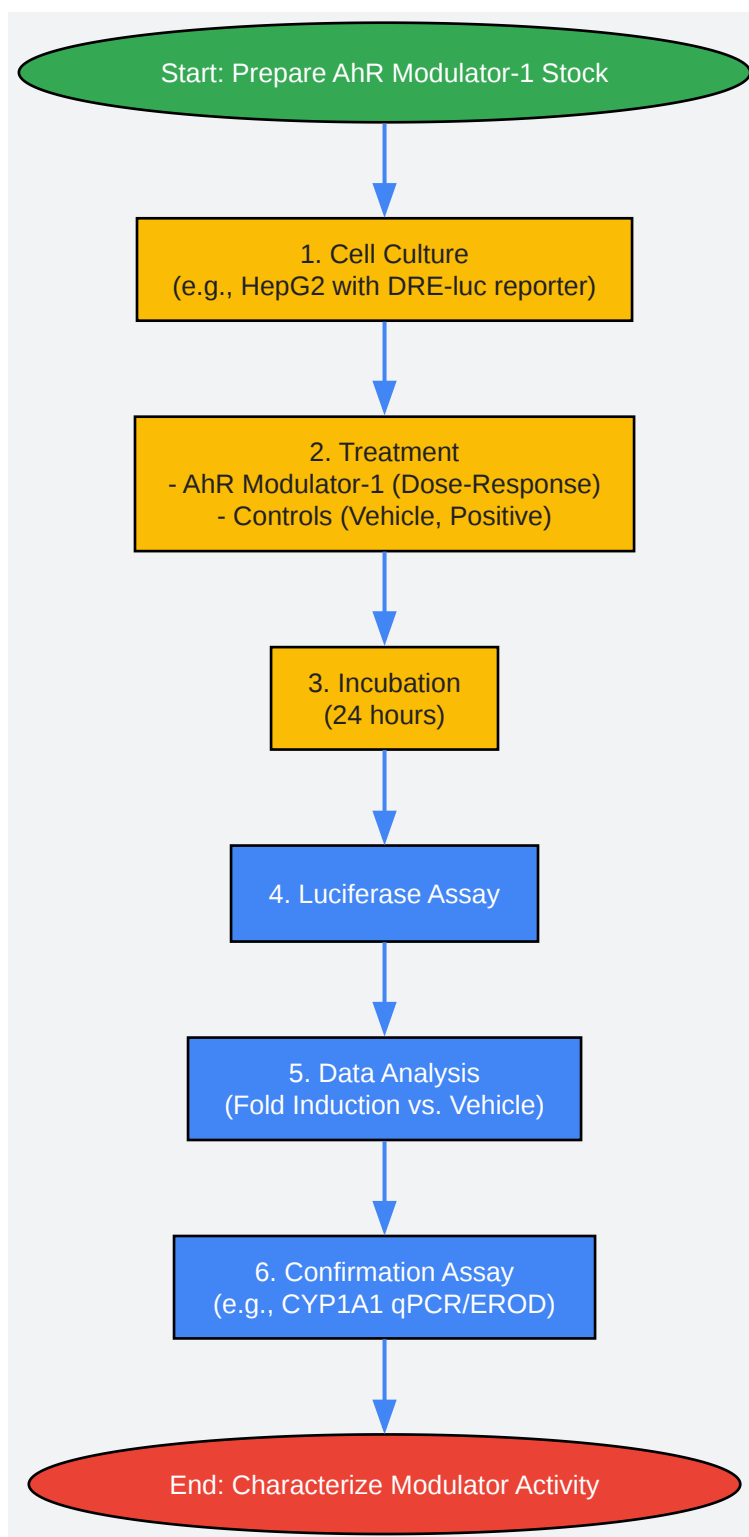 Start: Prepare AhR Modulator-1 Stock
1. Cell Culture
(e.g., HepG2 with DRE-luc reporter)
2. Treatment
- AhR Modulator-1 (Dose-Response)
- Controls (Vehicle, Positive)
3. Incubation
(24 hours)
4. Luciferase Assay
5. Data Analysis
(Fold Induction vs. Vehicle)
6. Confirmation Assay
(e.g., CYP1A1 qPCR/EROD)
End: Characterize Modulator Activity